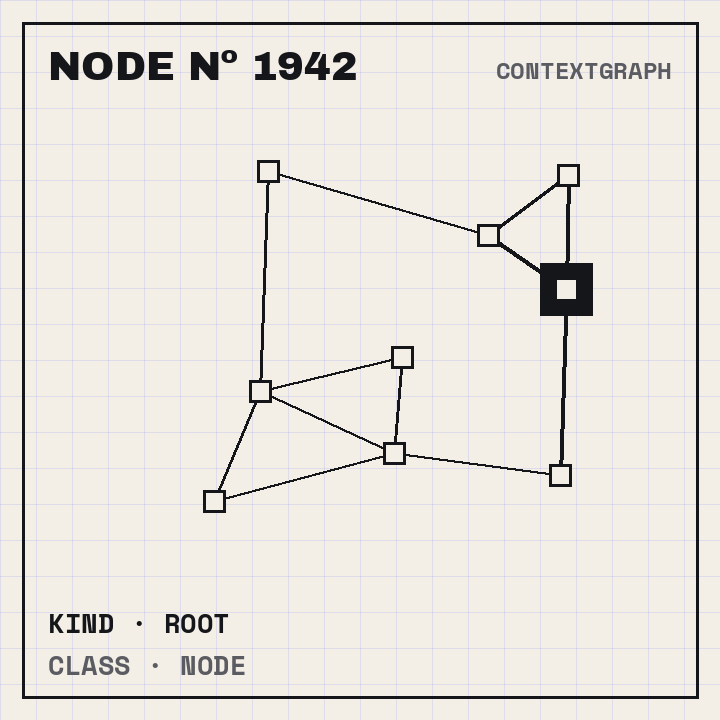 NODE Nº 1942
CONTEXTGRAPH
KIND · ROOT
CLASS · NODE